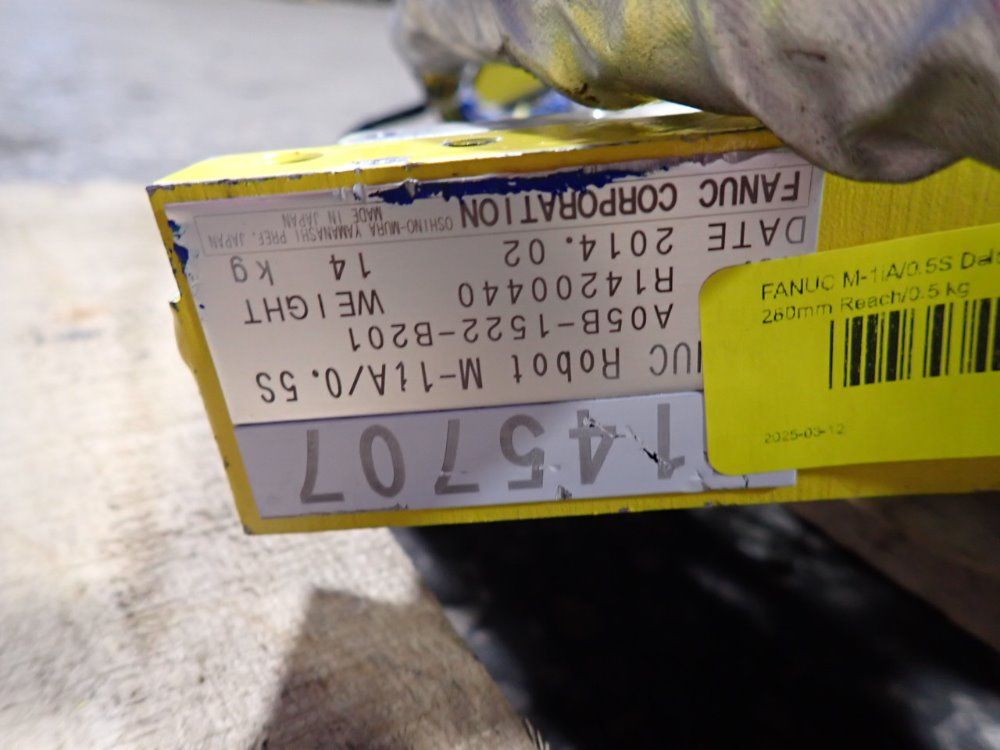 145707
UC Robot M-1iA/0.5S
A05B-1522-B201
R14200440 WEIGHT 14 kg
DATE 2014.02
FANUC CORPORATION
OSHINO-MURA YAMANASHI PREF. JAPAN
MADE IN JAPAN
FANUC M-1iA/0.5S Del
280mm Reach/0.5 kg
2025-03-12